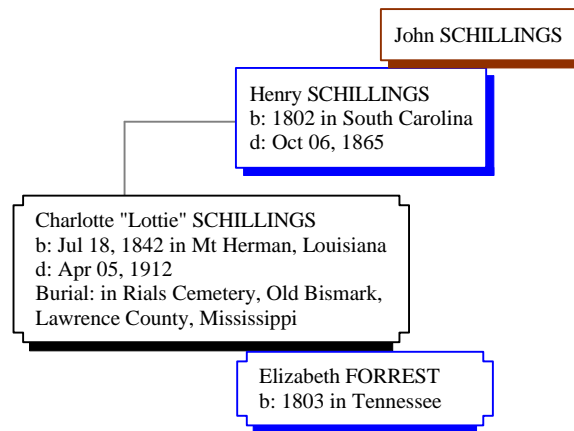 John SCHILLINGS
Henry SCHILLINGS
b: 1802 in South Carolina
d: Oct 06, 1865
Charlotte "Lottie" SCHILLINGS
b: Jul 18, 1842 in Mt Herman, Louisiana
d: Apr 05, 1912
Burial: in Rials Cemetery, Old Bismark,
Lawrence County, Mississippi
Elizabeth FORREST
b: 1803 in Tennessee